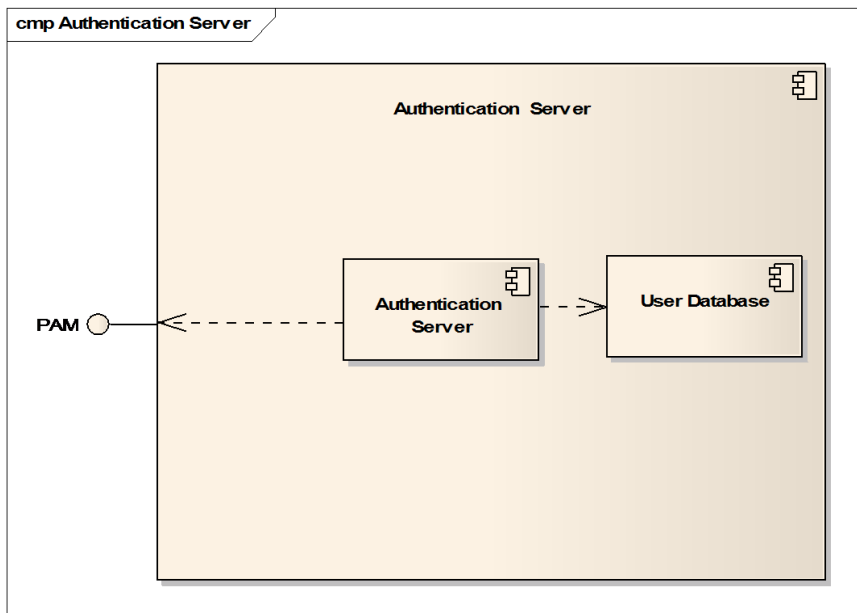 cmp Authentication Server
Authentication Server
PAM
Authentication
Server
User Database